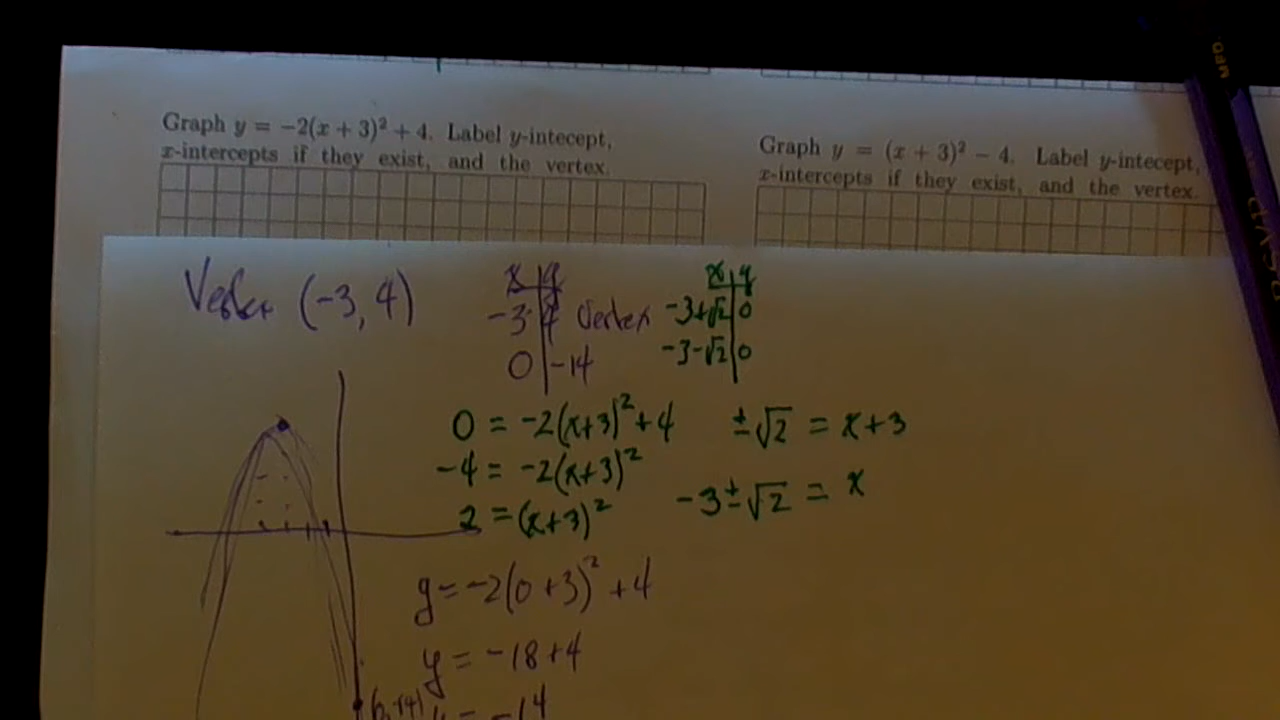 Graph y = −2(x + 3)² + 4. Label y-intecept,
x-intercepts if they exist, and the vertex.
Graph y = (x + 3)² − 4. Label y-intecept,
x-intercepts if they exist, and the vertex.
Vertex (-3, 4)
x | y
-3 | 4 Vertex
0 | -14
x | y
-3+√2 | 0
-3-√2 | 0
0 = -2(x+3)² + 4
-4 = -2(x+3)²
2 = (x+3)²
±√2 = x+3
-3±√2 = x
y = -2(0+3)² + 4
y = -18+4
y = -14
(0,-14)